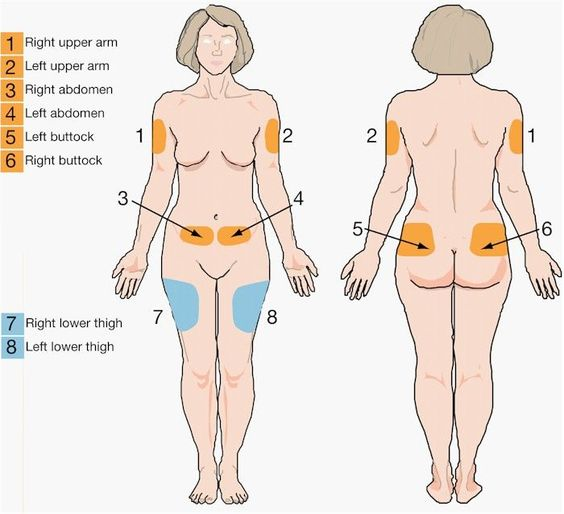 1 Right upper arm
2 Left upper arm
3 Right abdomen
4 Left abdomen
5 Left buttock
6 Right buttock
1 2 2 1
3 4
5 6
7 8
7 Right lower thigh
8 Left lower thigh